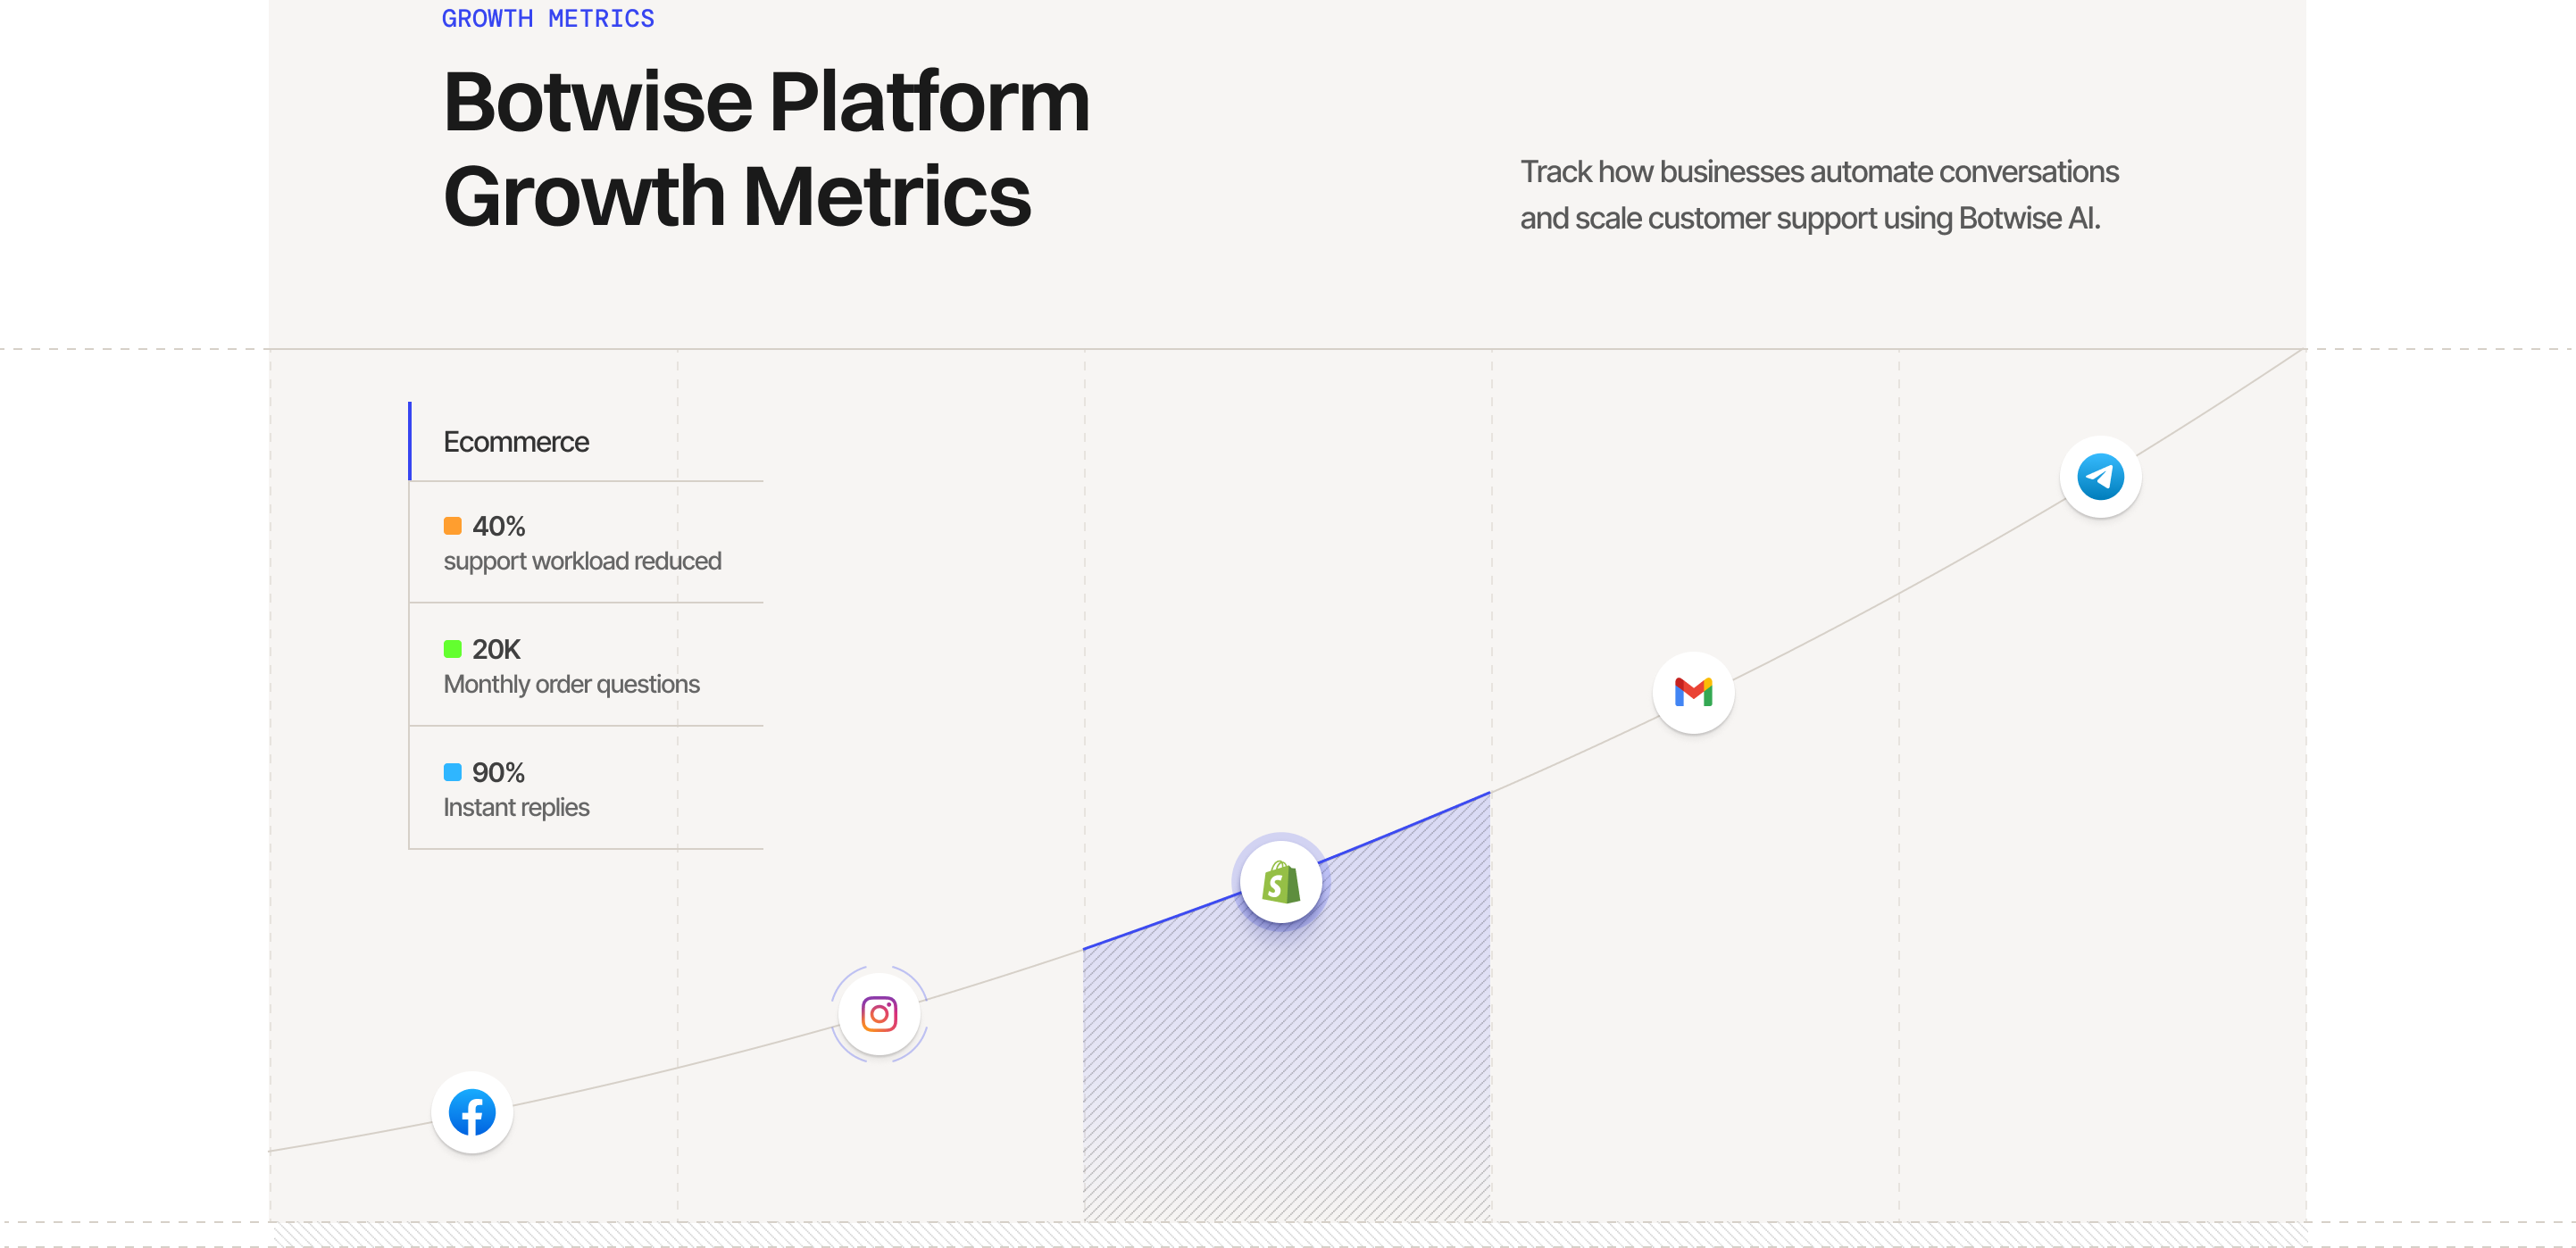 GROWTH METRICS
Botwise Platform
Growth Metrics
Track how businesses automate conversations
and scale customer support using Botwise AI.
Ecommerce
40%
support workload reduced
20K
Monthly order questions
90%
Instant replies